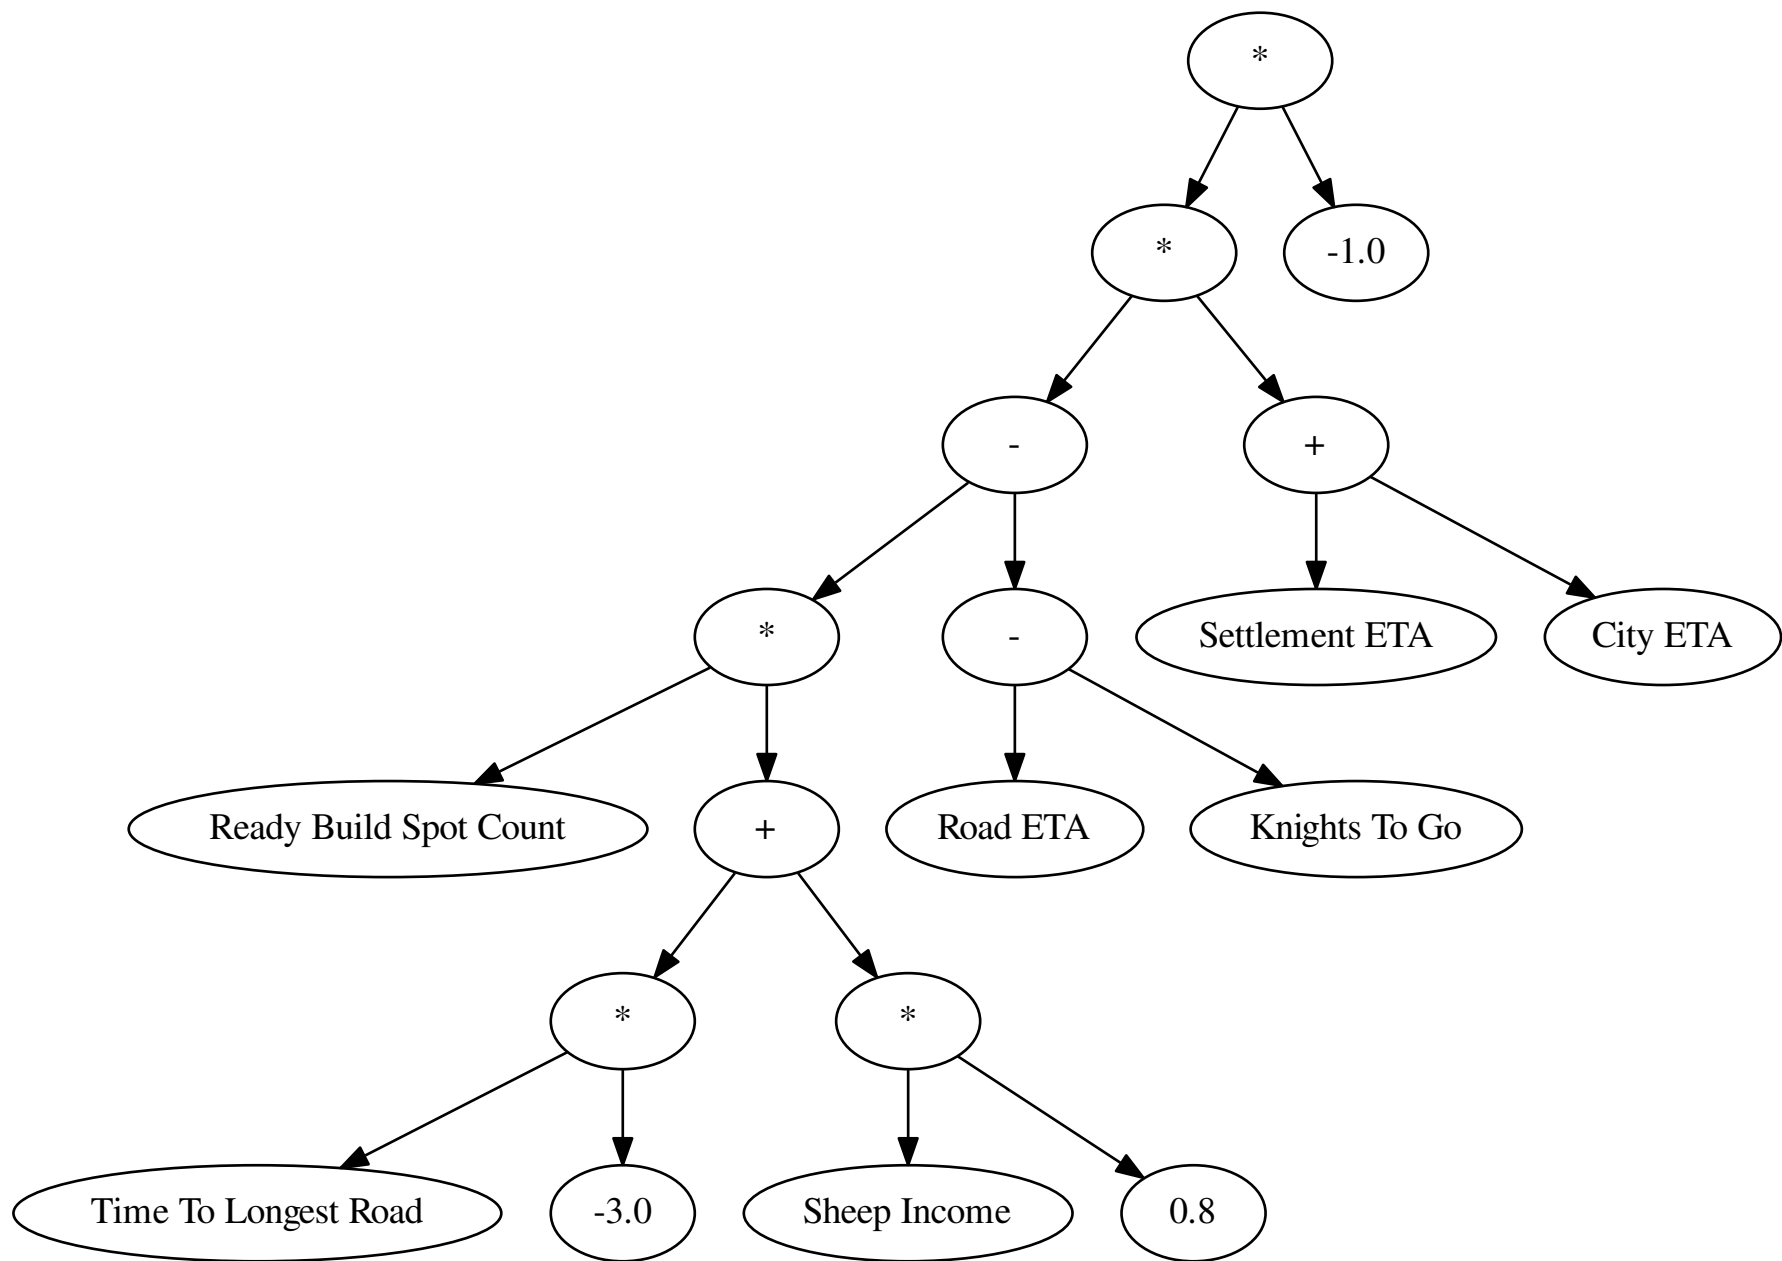 *
*
-1.0
-
+
*
-
Settlement ETA
City ETA
Ready Build Spot Count
+
Road ETA
Knights To Go
*
*
Time To Longest Road
-3.0
Sheep Income
0.8